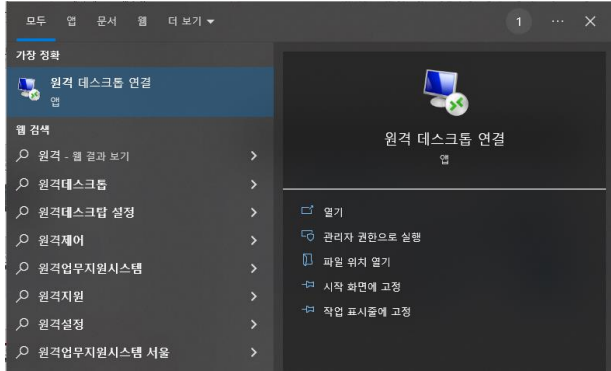 모두 앱 문서 웹 더 보기
1 ...
가장 정확
원격 데스크톱 연결
앱
웹 검색
원격 - 웹 결과 보기
원격데스크톱
원격데스크탑 설정
원격제어
원격업무지원시스템
원격지원
원격설정
원격업무지원시스템 서울
원격 데스크톱 연결
앱
열기
관리자 권한으로 실행
파일 위치 열기
시작 화면에 고정
작업 표시줄에 고정